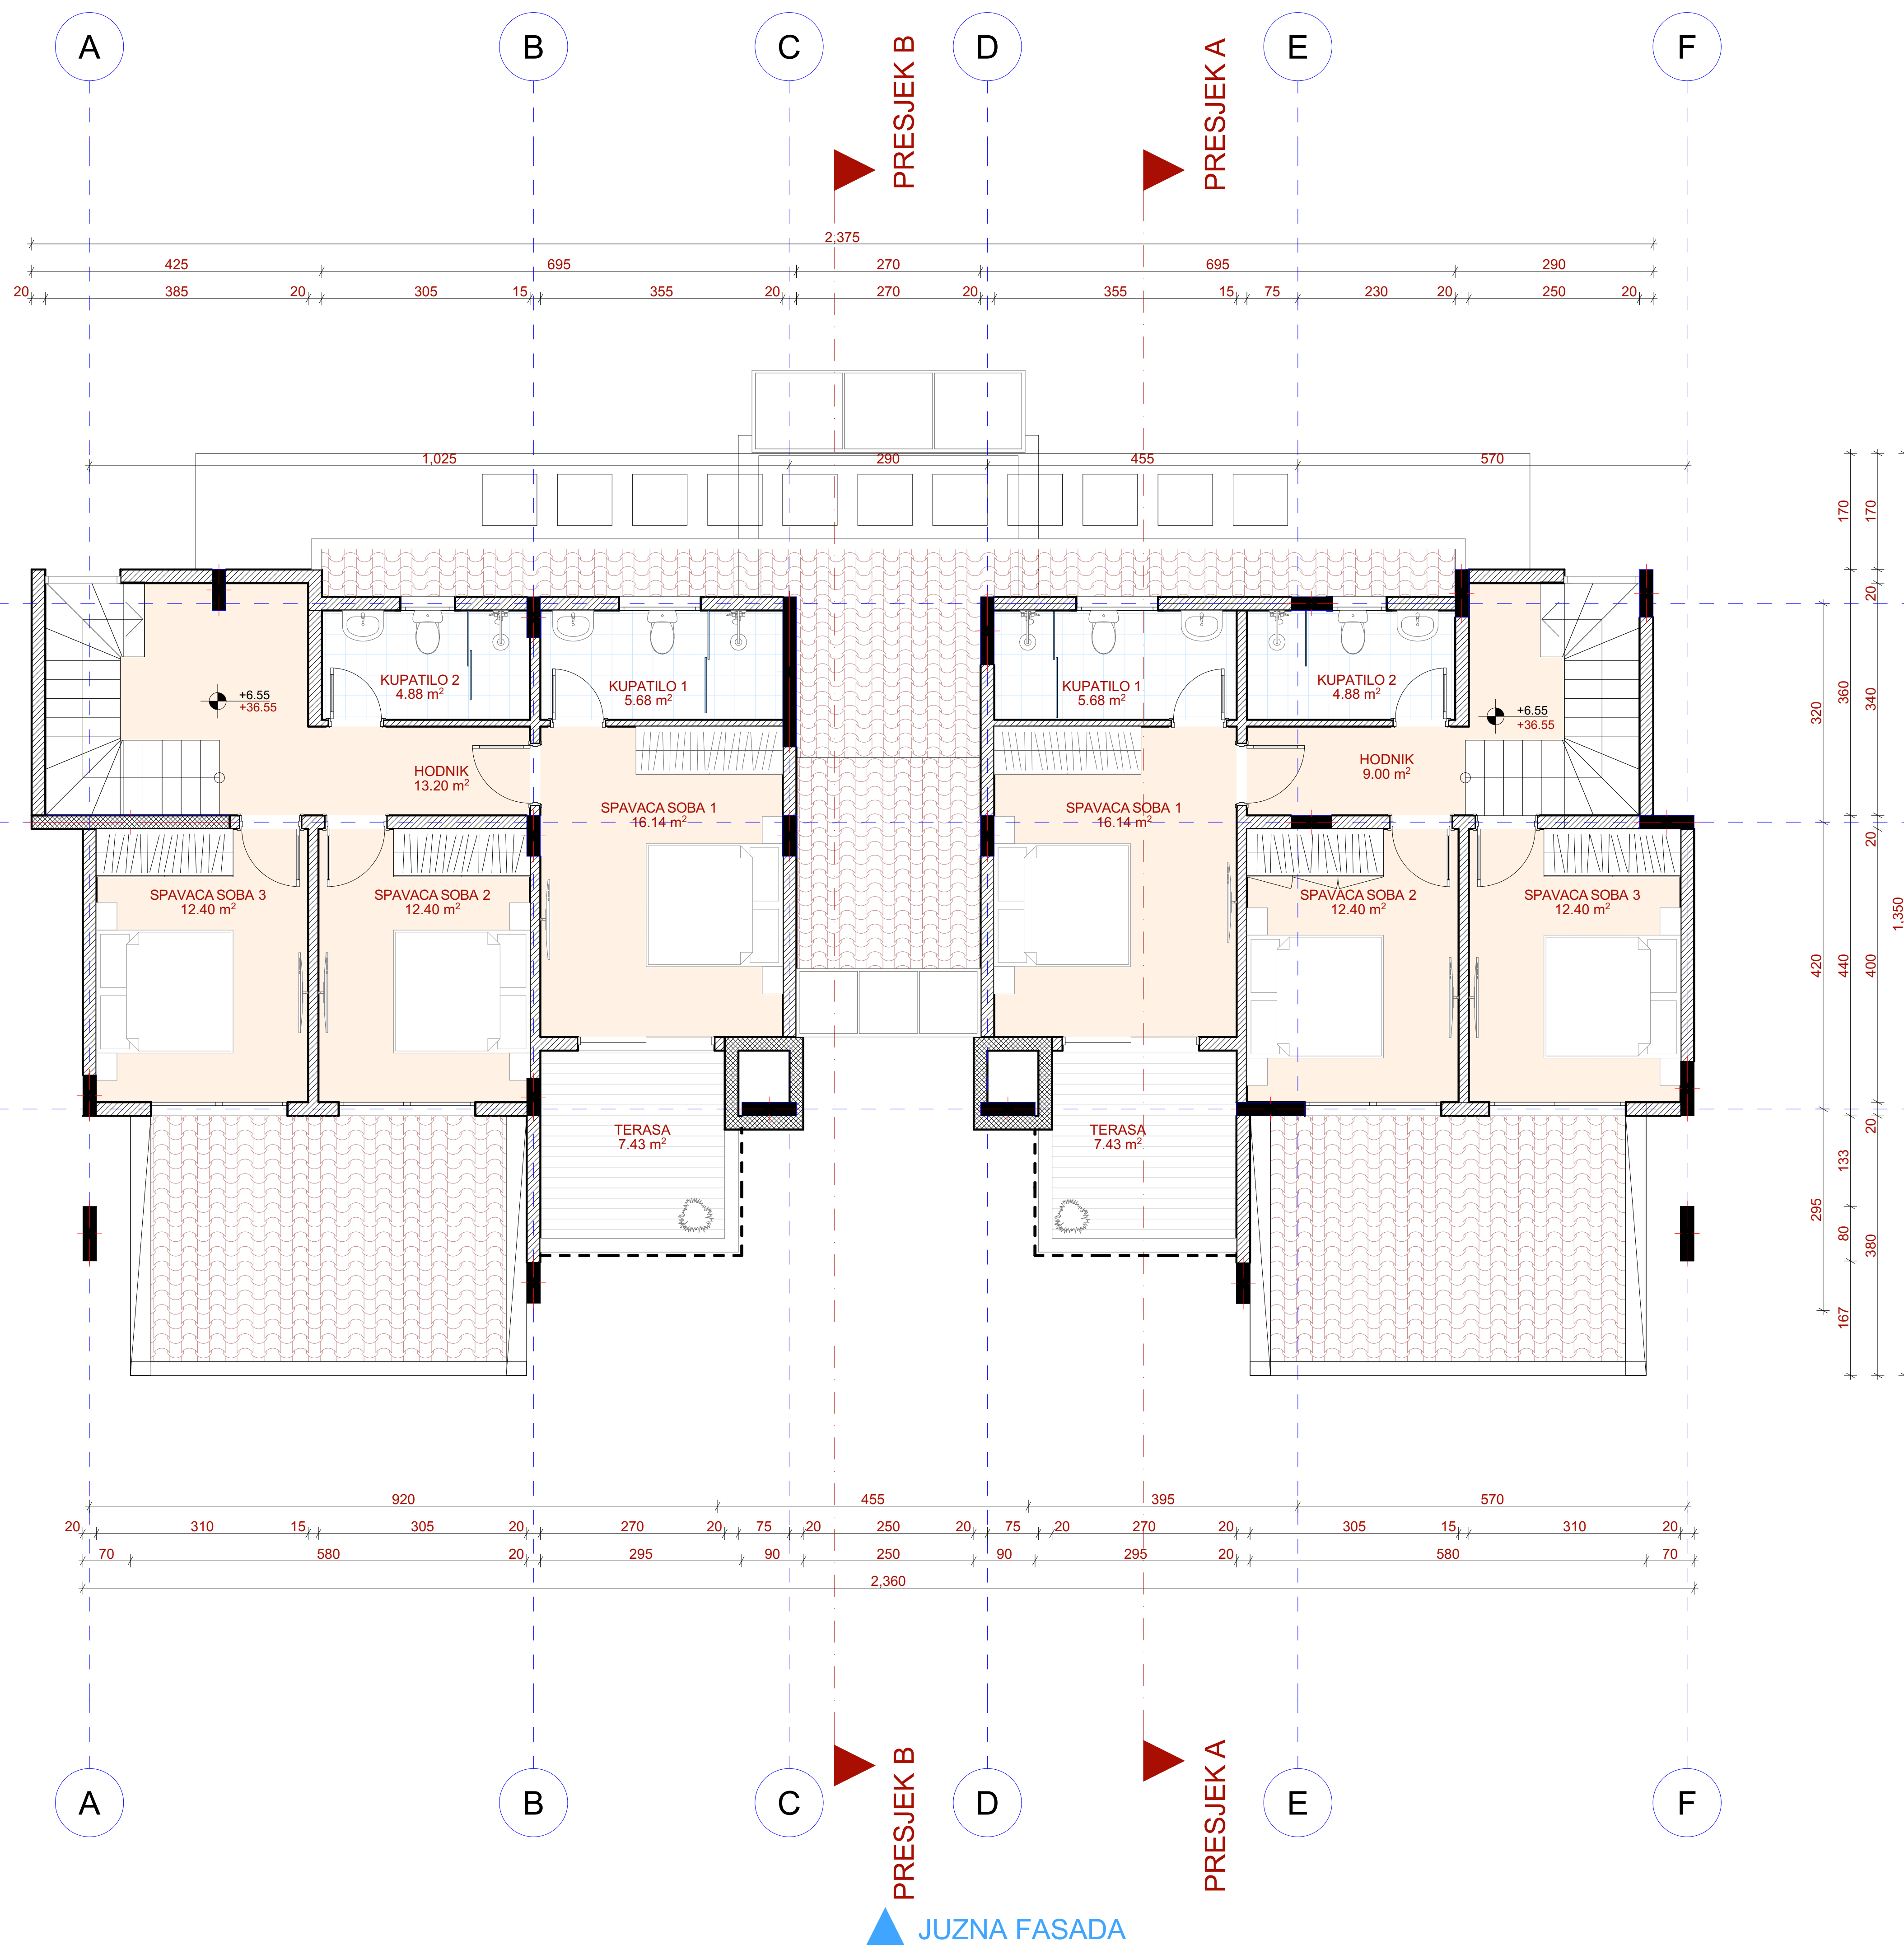 A B C D E F
PRESJEK B
PRESJEK A
2,375
425 695 270 695 290
20 385 20 305 15 355 20 270 20 355 15 75 230 20 250 20
1,025 290 455 570
KUPATILO 2
4.88 m²
KUPATILO 1
5.68 m²
KUPATILO 1
5.68 m²
KUPATILO 2
4.88 m²
+6.55
+36.55
+6.55
+36.55
HODNIK
13.20 m²
HODNIK
9.00 m²
SPAVACA SOBA 1
16.14 m²
SPAVACA SOBA 1
16.14 m²
SPAVACA SOBA 3
12.40 m²
SPAVACA SOBA 2
12.40 m²
SPAVACA SOBA 2
12.40 m²
SPAVACA SOBA 3
12.40 m²
TERASA
7.43 m²
TERASA
7.43 m²
320 420 295
170 360 440 133 80 167
170 20 340 20 400 20 380
1,350
920 455 395 570
20 310 15 305 20 270 20 75 20 250 20 75 20 270 20 305 15 310 20
70 580 20 295 90 250 90 295 20 580 70
2,360
A B C D E F
PRESJEK B
PRESJEK A
JUZNA FASADA